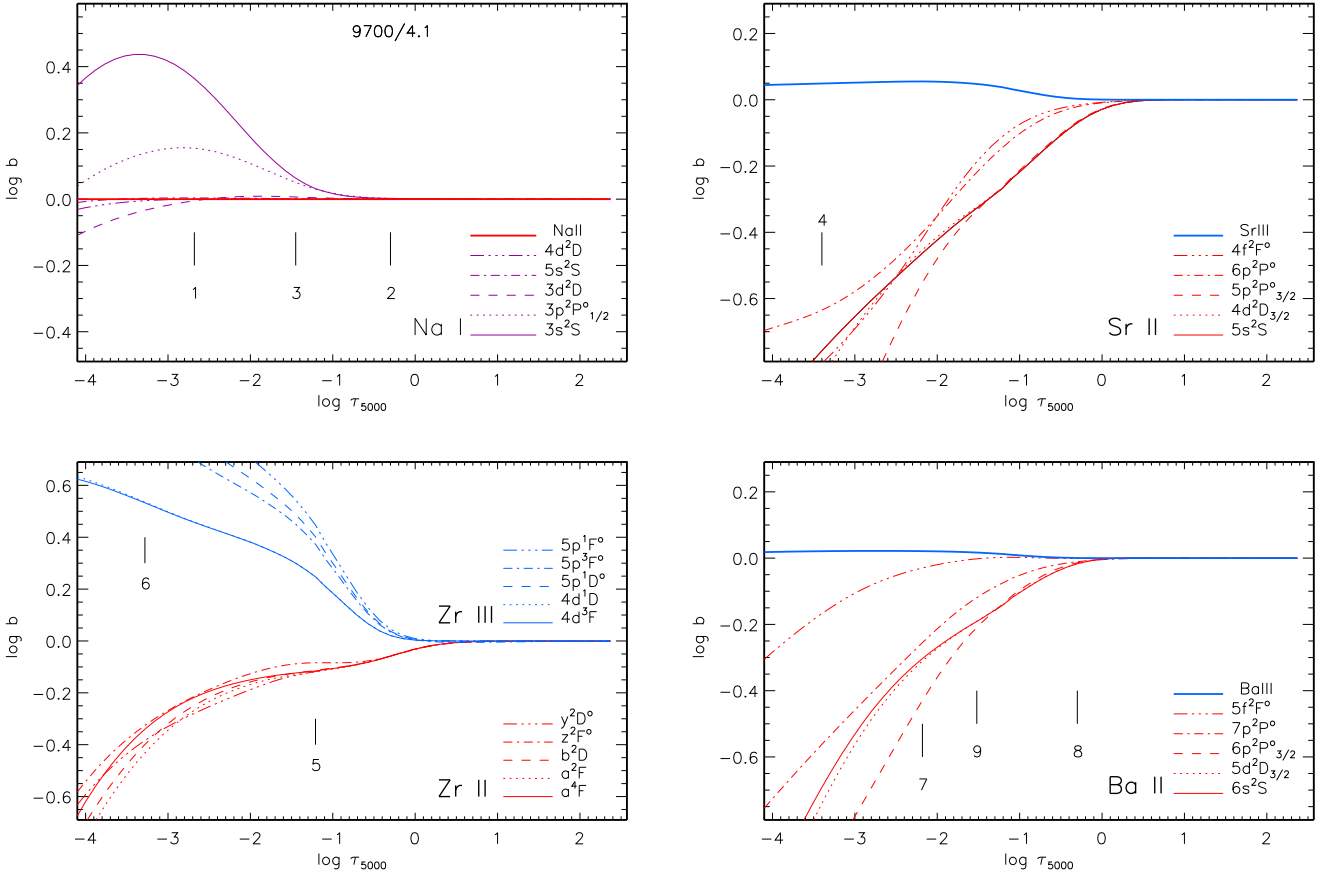 9700/4.1
log b
0.4
0.2
0.0
−0.2
−0.4
1
3
2
NaII
4d²D
5s²S
3d²D
3p²P°₁/₂
3s²S
Na I
−4 −3 −2 −1 0 1 2
log τ₅₀₀₀
log b
0.2
0.0
−0.2
−0.4
−0.6
4
SrIII
4f²F°
6p²P°
5p²P°₃/₂
4d²D₃/₂
5s²S
Sr II
−4 −3 −2 −1 0 1 2
log τ₅₀₀₀
log b
0.6
0.4
0.2
0.0
−0.2
−0.4
−0.6
6
5p¹F°
5p³F°
5p¹D°
4d¹D
4d³F
Zr III
5
y²D°
z²F°
b²D
a²F
a⁴F
Zr II
−4 −3 −2 −1 0 1 2
log τ₅₀₀₀
log b
0.2
0.0
−0.2
−0.4
−0.6
7
9
8
BaIII
5f²F°
7p²P°
6p²P°₃/₂
5d²D₃/₂
6s²S
Ba II
−4 −3 −2 −1 0 1 2
log τ₅₀₀₀